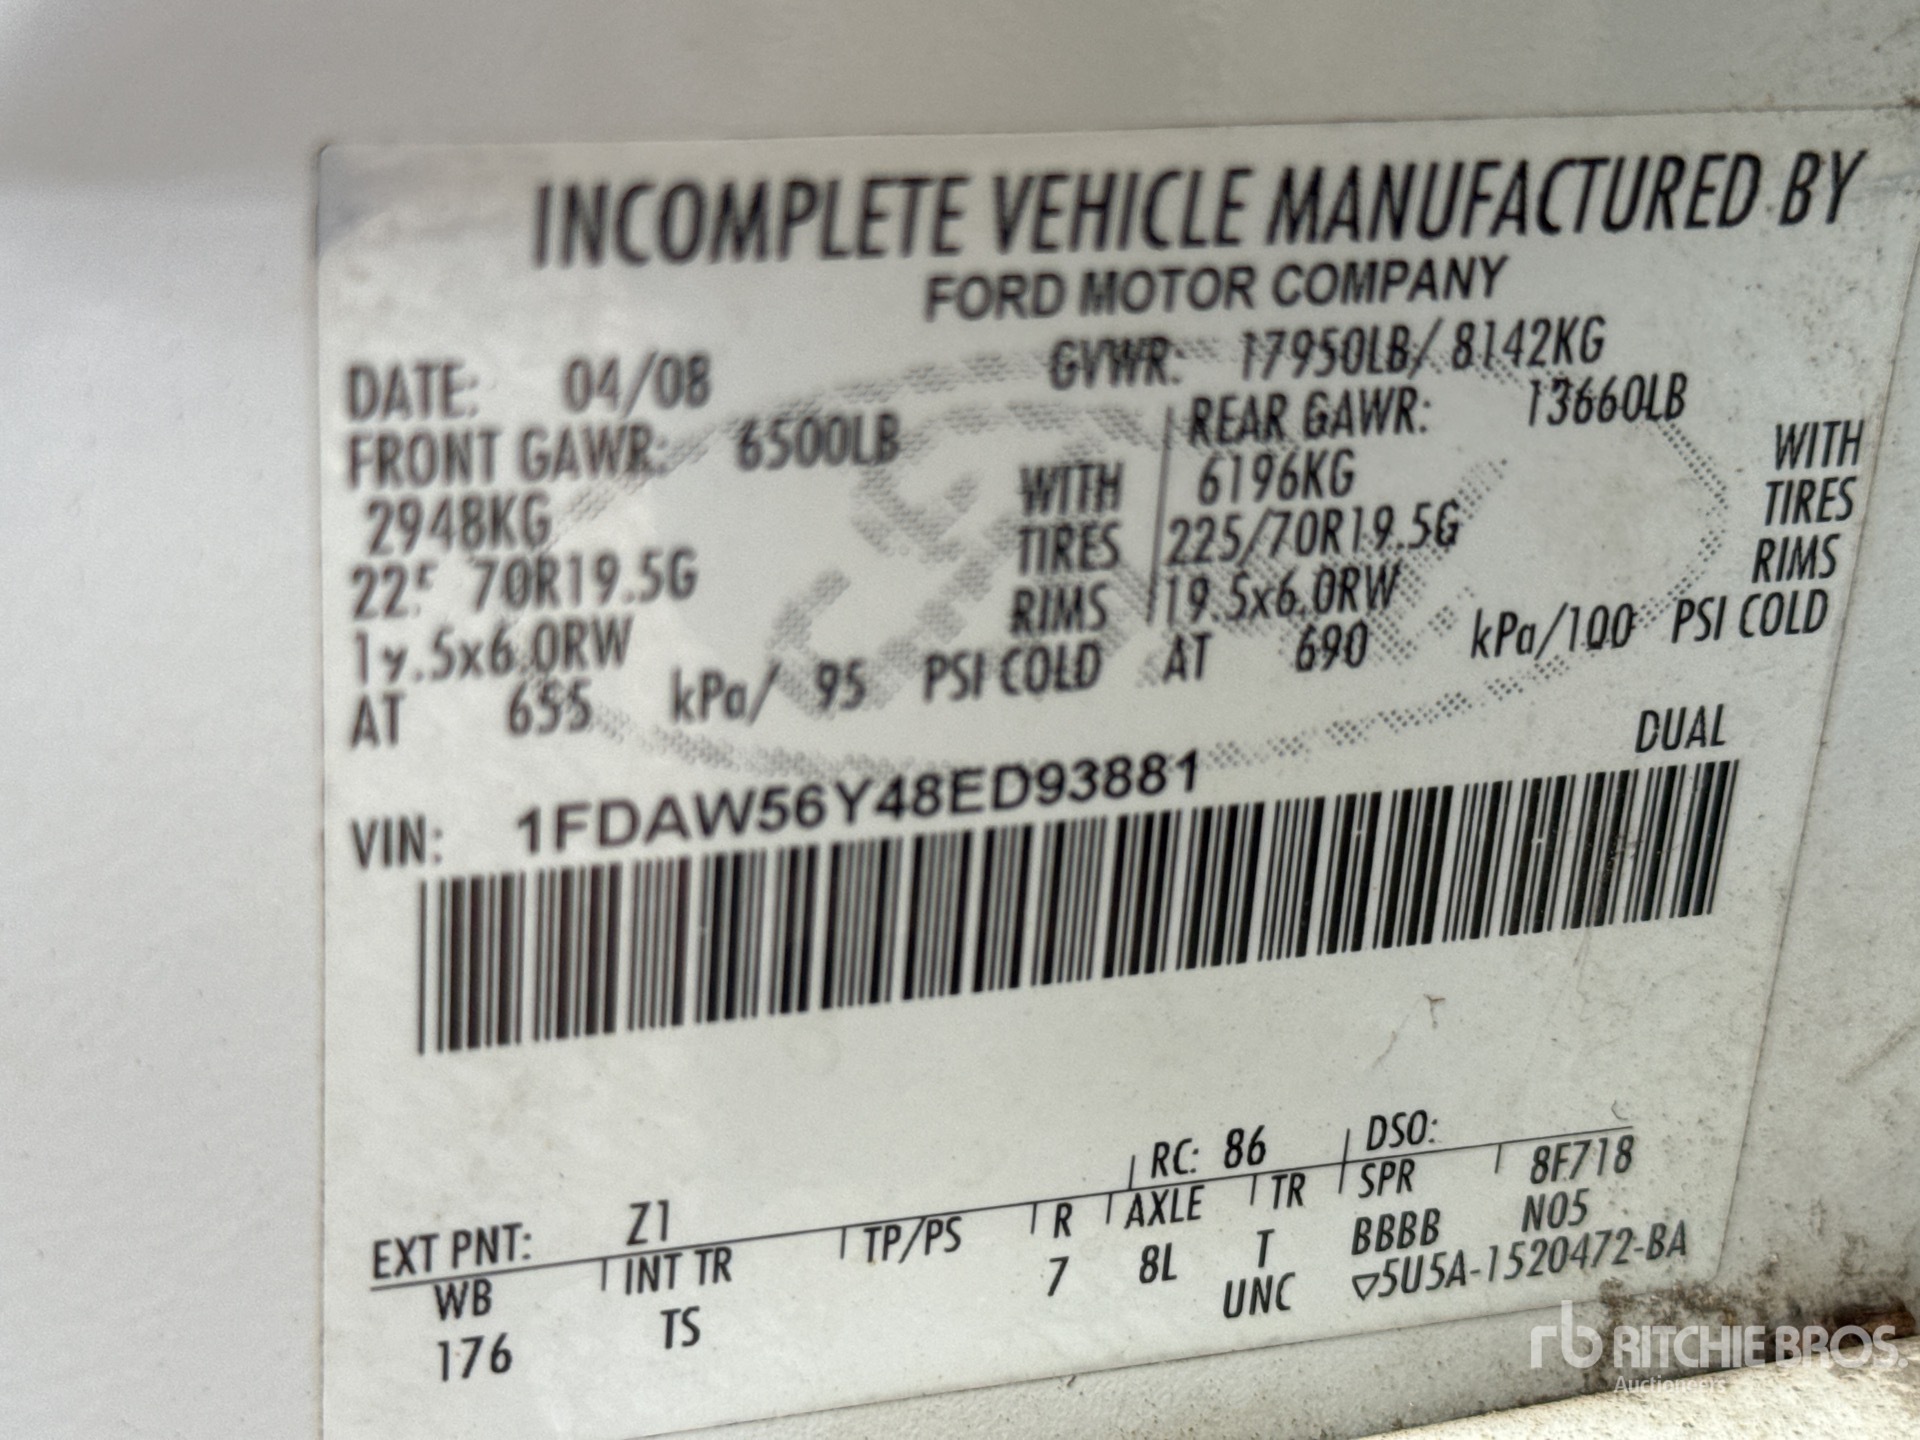 INCOMPLETE VEHICLE MANUFACTURED BY
FORD MOTOR COMPANY
DATE: 04/08 GVWR: 17950LB/ 8142KG
FRONT GAWR: 6500LB REAR GAWR: 13660LB
2948KG WITH 6196KG WITH
70R19.5G TIRES 225/70R19.5G TIRES
.5x6.0RW RIMS 19.5x6.0RW RIMS
AT 655 kPa/ 95 PSI COLD AT 690 kPa/100 PSI COLD
DUAL
VIN: 1FDAW56Y48ED93881
RC: 86 DSO:
EXT PNT: Z1
WB INT TR TP/PS R AXLE TR SPR 8F718
176 TS 7 8L T BBBB N05
UNC ▽5U5A-1520472-BA
rb RITCHIE BROS.
Auctioneers